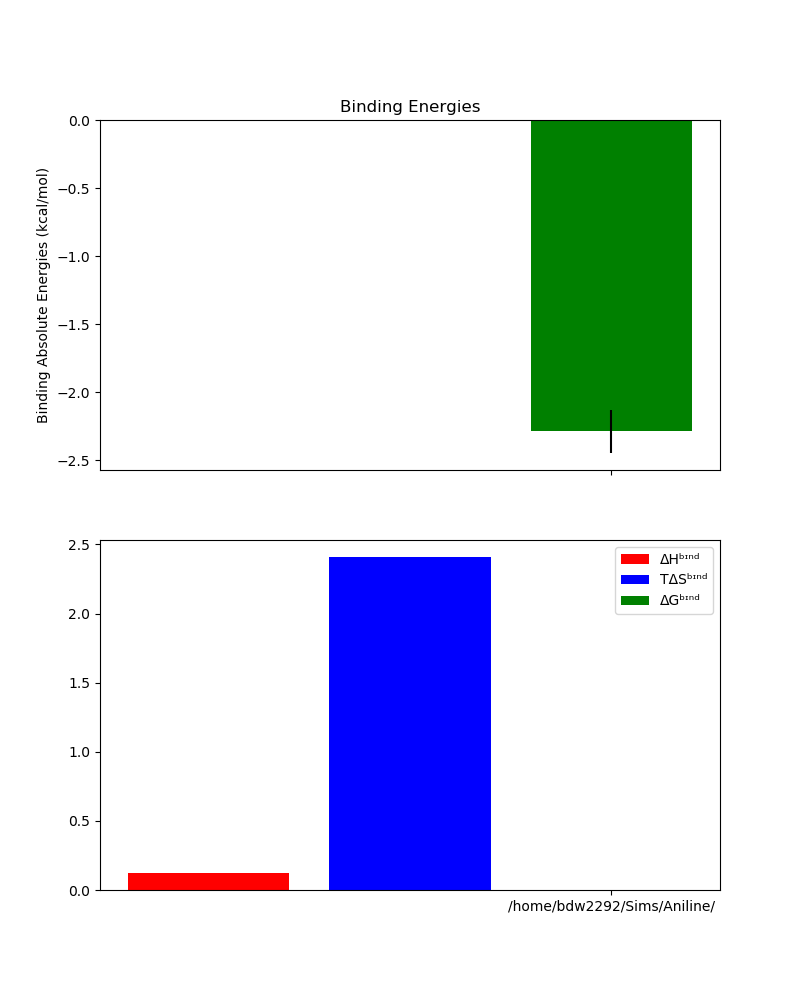 Binding Energies
Binding Absolute Energies (kcal/mol)
0.0
−0.5
−1.0
−1.5
−2.0
−2.5
2.5
2.0
1.5
1.0
0.5
0.0
ΔHᵇᶦⁿᵈ
TΔSᵇᶦⁿᵈ
ΔGᵇᶦⁿᵈ
/home/bdw2292/Sims/Aniline/